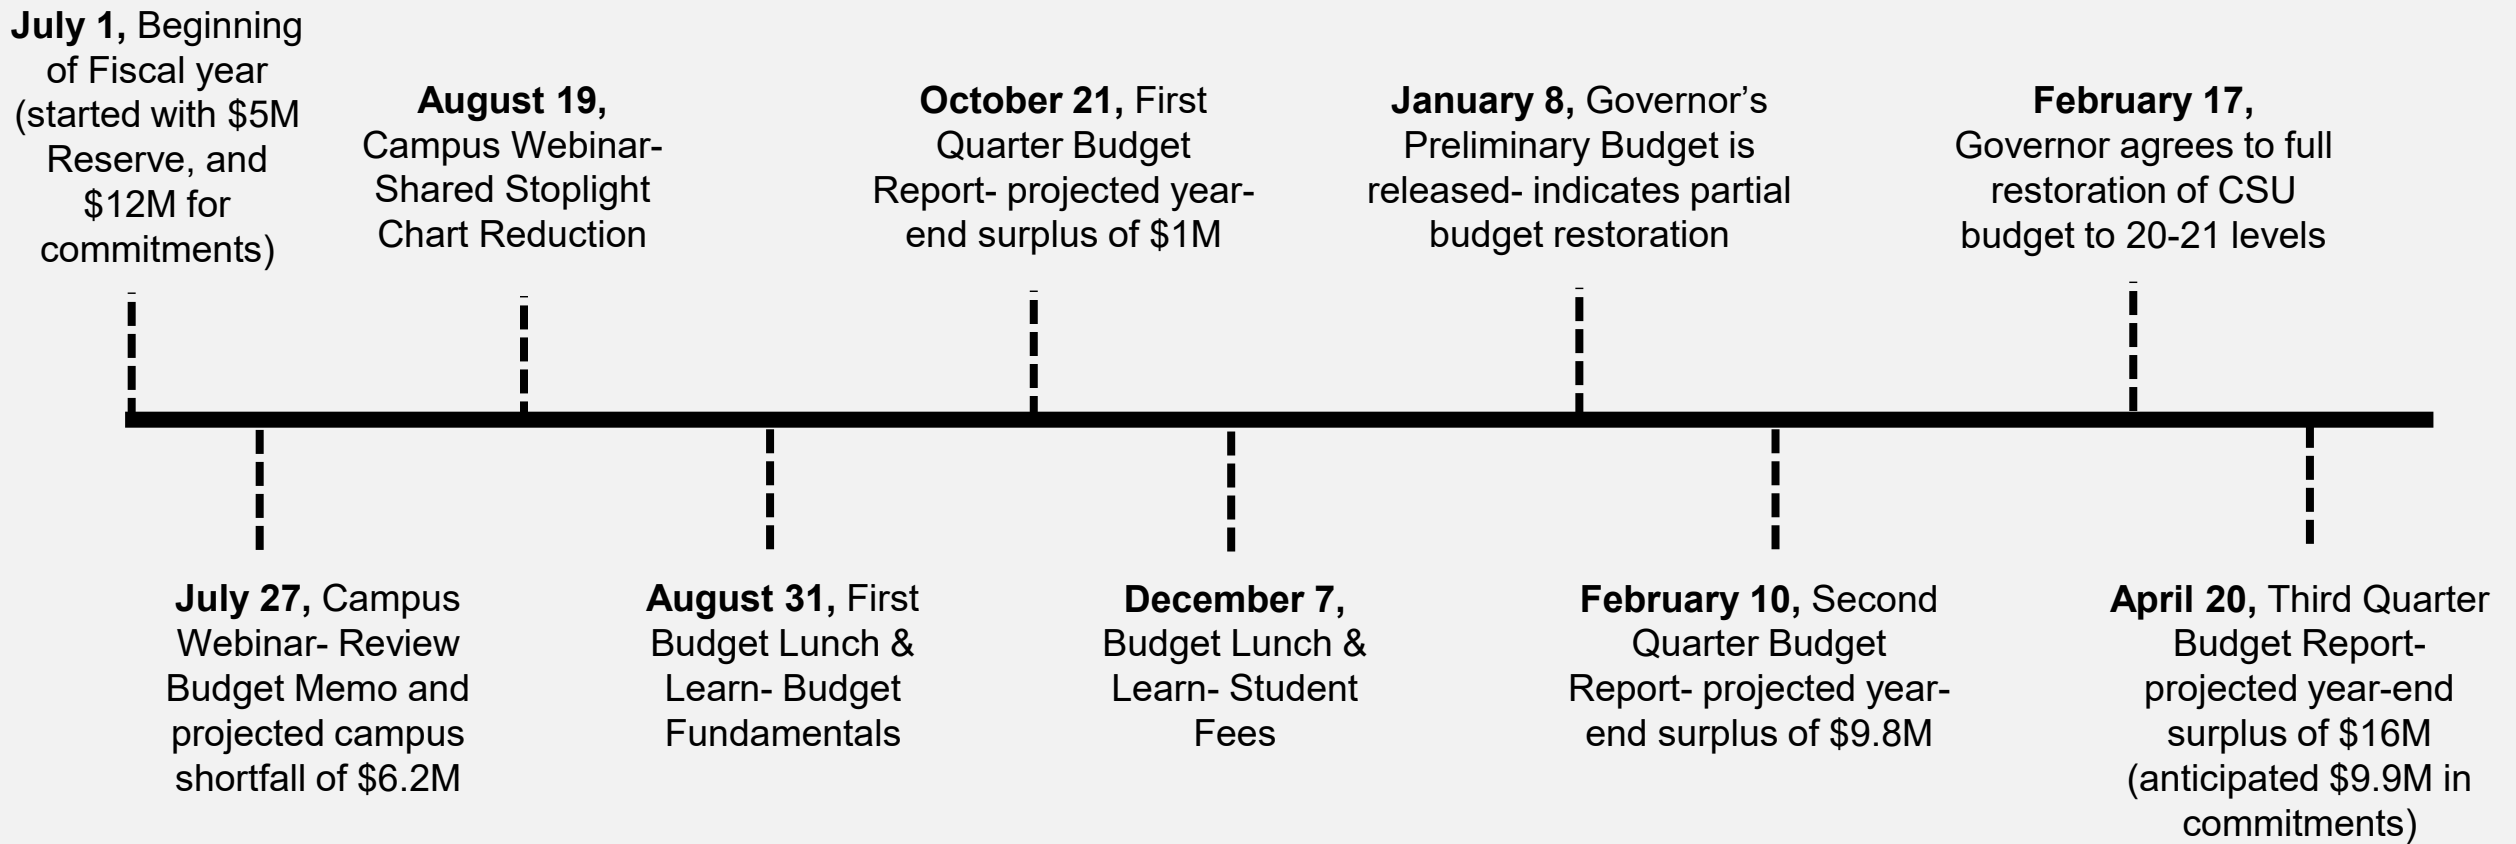 July 1, Beginning
of Fiscal year
(started with $5M
Reserve, and
$12M for
commitments)
August 19,
Campus Webinar-
Shared Stoplight
Chart Reduction
October 21, First
Quarter Budget
Report- projected year-
end surplus of $1M
January 8, Governor’s
Preliminary Budget is
released- indicates partial
budget restoration
February 17,
Governor agrees to full
restoration of CSU
budget to 20-21 levels
July 27, Campus
Webinar- Review
Budget Memo and
projected campus
shortfall of $6.2M
August 31, First
Budget Lunch &
Learn- Budget
Fundamentals
December 7,
Budget Lunch &
Learn- Student
Fees
February 10, Second
Quarter Budget
Report- projected year-
end surplus of $9.8M
April 20, Third Quarter
Budget Report-
projected year-end
surplus of $16M
(anticipated $9.9M in
commitments)